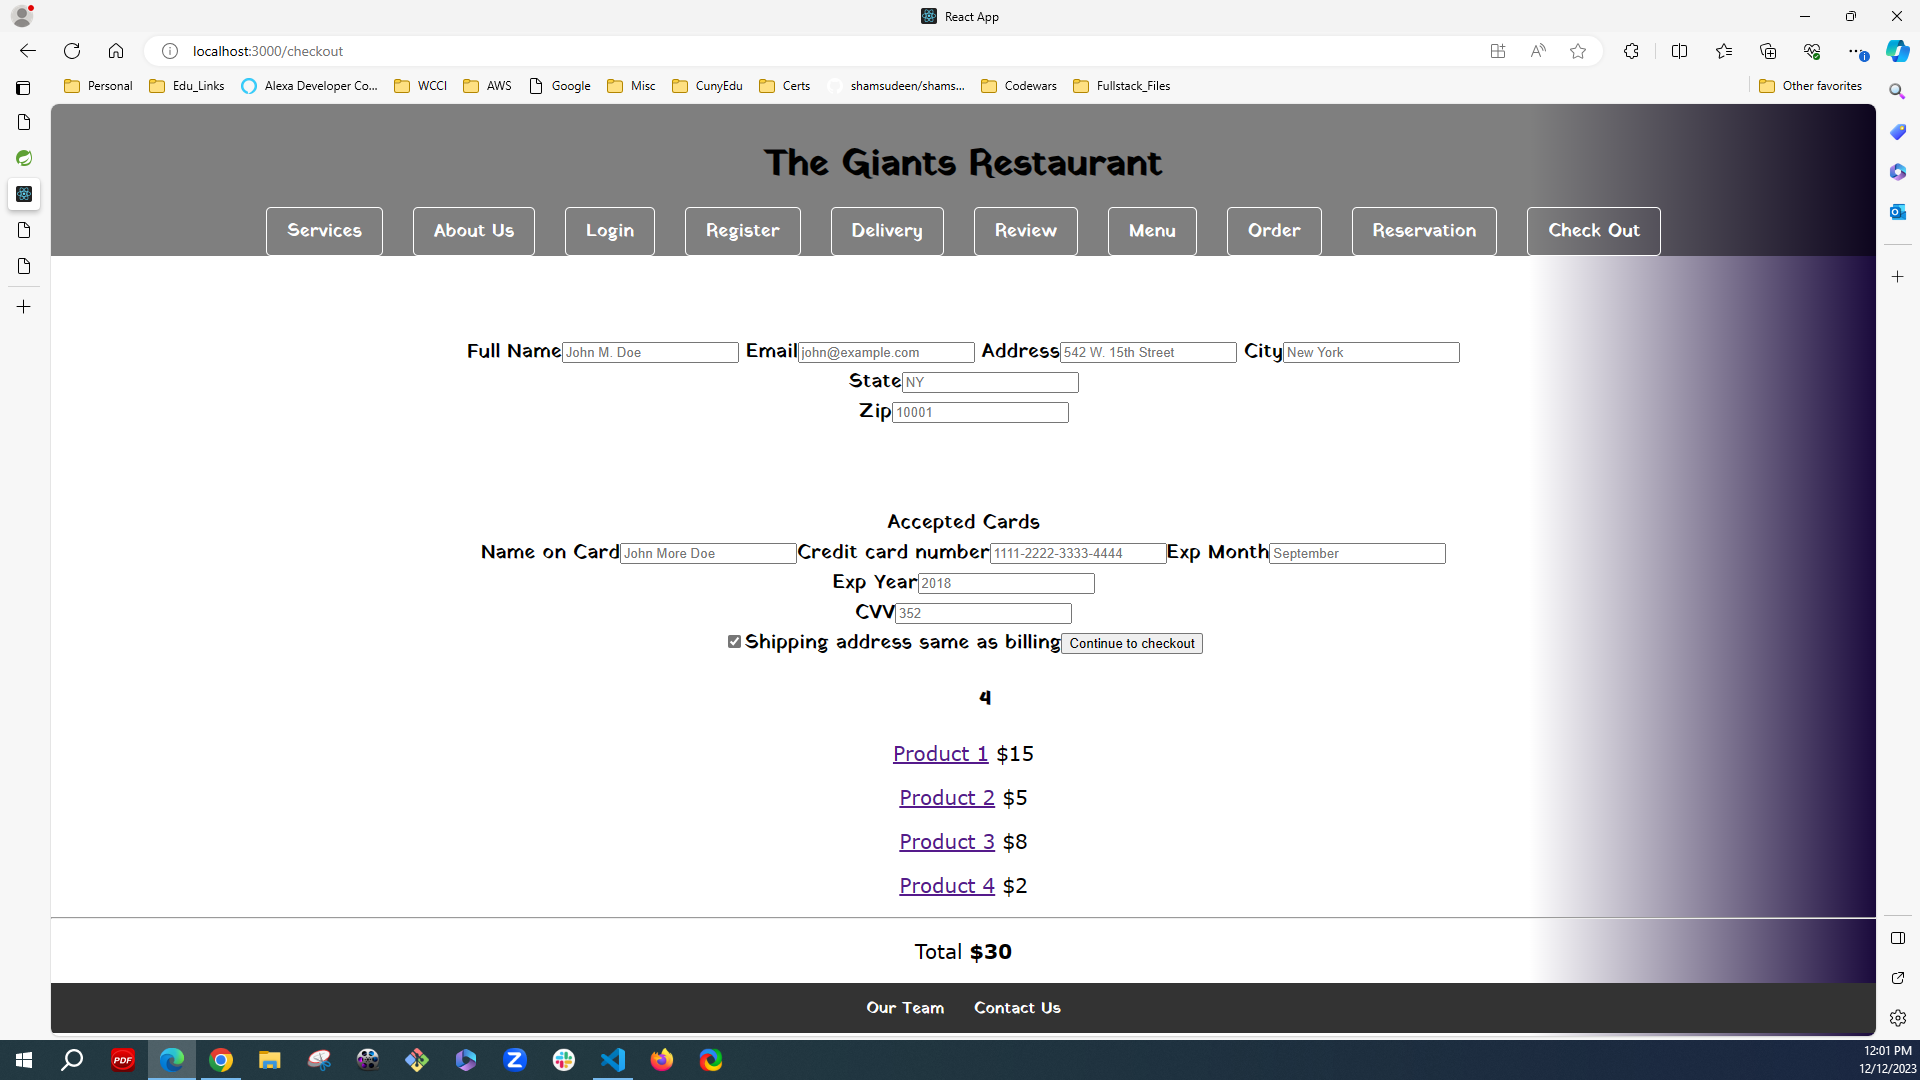 React App
localhost:3000/checkout
Personal Edu_Links Alexa Developer Co... WCCI AWS Google Misc CunyEdu Certs shamsudeen/shams... Codewars Fullstack_Files Other favorites
The Giants Restaurant
Services About Us Login Register Delivery Review Menu Order Reservation Check Out
Full Name John M. Doe Email john@example.com Address 542 W. 15th Street City New York
State NY
Zip 10001
Accepted Cards
Name on Card John More Doe Credit card number 1111-2222-3333-4444 Exp Month September
Exp Year 2018
CVV 352
Shipping address same as billing Continue to checkout
4
Product 1 $15
Product 2 $5
Product 3 $8
Product 4 $2
Total $30
Our Team Contact Us
PDF
12:01 PM
12/12/2023